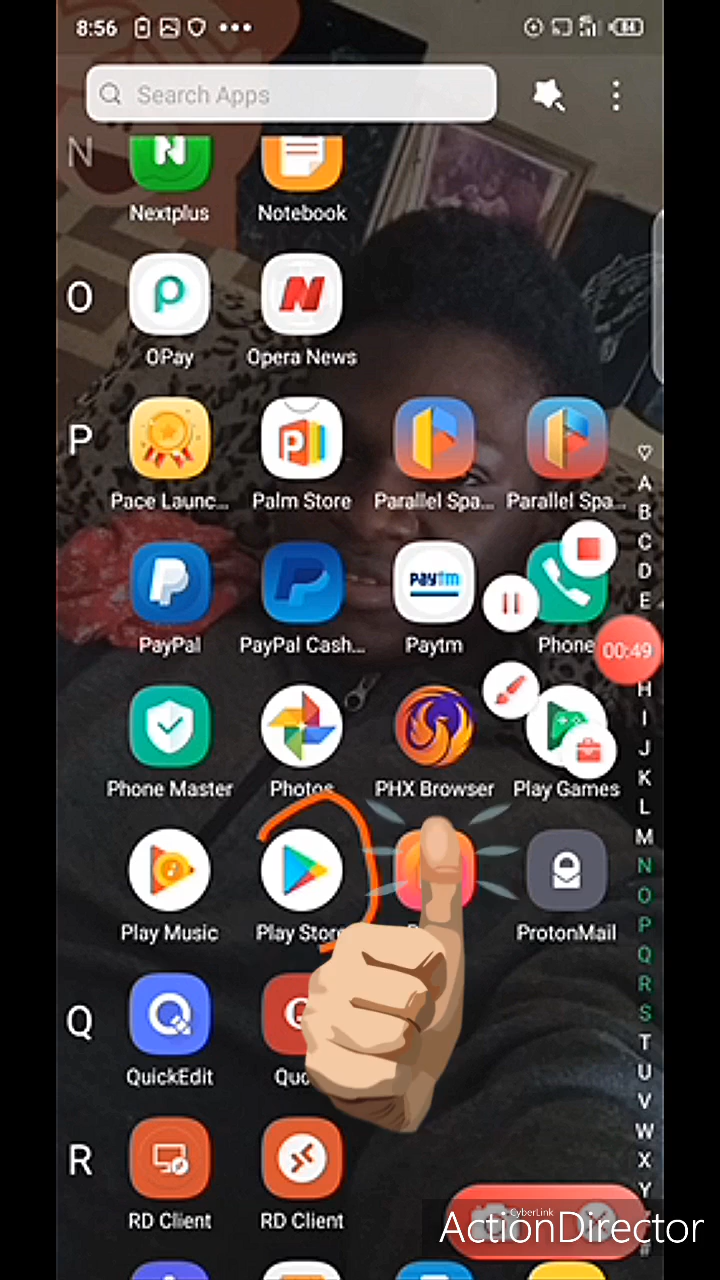 8:56
84
Search Apps
N
Nextplus
Notebook
O
OPay
Opera News
P
Pace Launc...
Palm Store
Parallel Spa...
Parallel Spa...
PayPal
PayPal Cash...
Paytm
Phone
00:49
Phone Master
Photos
PHX Browser
Play Games
Play Music
Play Store
ProtonMail
Q
QuickEdit
R
RD Client
RD Client
A
B
C
D
E
H
I
J
K
L
M
N
O
P
Q
R
S
T
U
V
W
X
Y
CyberLink
ActionDirector